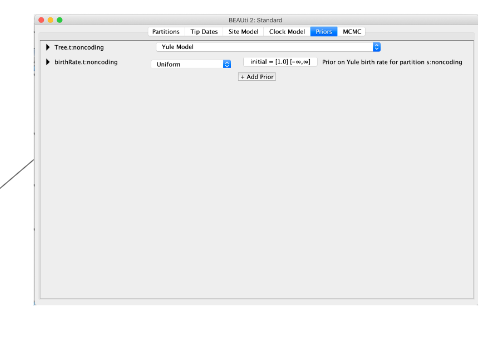 BEAUti 2: Standard
Partitions Tip Dates Site Model Clock Model Priors MCMC
Tree.t:noncoding Yule Model
birthRate.t:noncoding Uniform initial = [1.0] [-∞,∞] Prior on Yule birth rate for partition s:noncoding
+ Add Prior